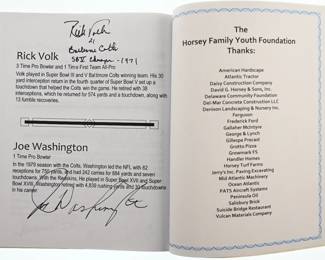 Rick Volk
Baltimore Colts
SB V Champs - 1971
Rick Volk
3 Time Pro Bowler and 1 Time First Team All-Pro
Volk played in Super Bowl III and V Baltimore Colts winning team. His 30
yard interception return in the fourth quarter of Super Bowl V set up a
touchdown that helped the Colts win the game. He retired with 38
interceptions, which he returned for 574 yards and a touchdown, along with
13 fumble recoveries.
Joe Washington
1 Time Pro Bowler
In the 1979 season with the Colts, Washington led the NFL with 82
receptions for 750 yards, and had 242 carries for 884 yards and seven
touchdowns. With the Redskins, He played in Super Bowl XVII and Super
Bowl XVIII. Washington retired with 4,839 rushing yards and 30 touchdowns
in his career.
Joe Washington
The
Horsey Family Youth Foundation
Thanks:
American Hardscape
Atlantic Tractor
Daisy Construction Company
David G. Horsey & Sons, Inc.
Delaware Community Foundation
Del-Mar Concrete Construction LLC
Denison Landscaping & Nursery Inc.
Ferguson
Frederick Ford
Gallaher McIntyre
George & Lynch
Gillespe Precast
Grotto Pizza
Growmark FS
Handler Homes
Horsey Turf Farms
Jerry's Inc. Paving Excavating
Mid Atlantic Machinery
Ocean Atlantic
PATS Aircraft Systems
Peninsula Oil
Salisbury Brick
Suicide Bridge Restaurant
Vulcan Materials Company